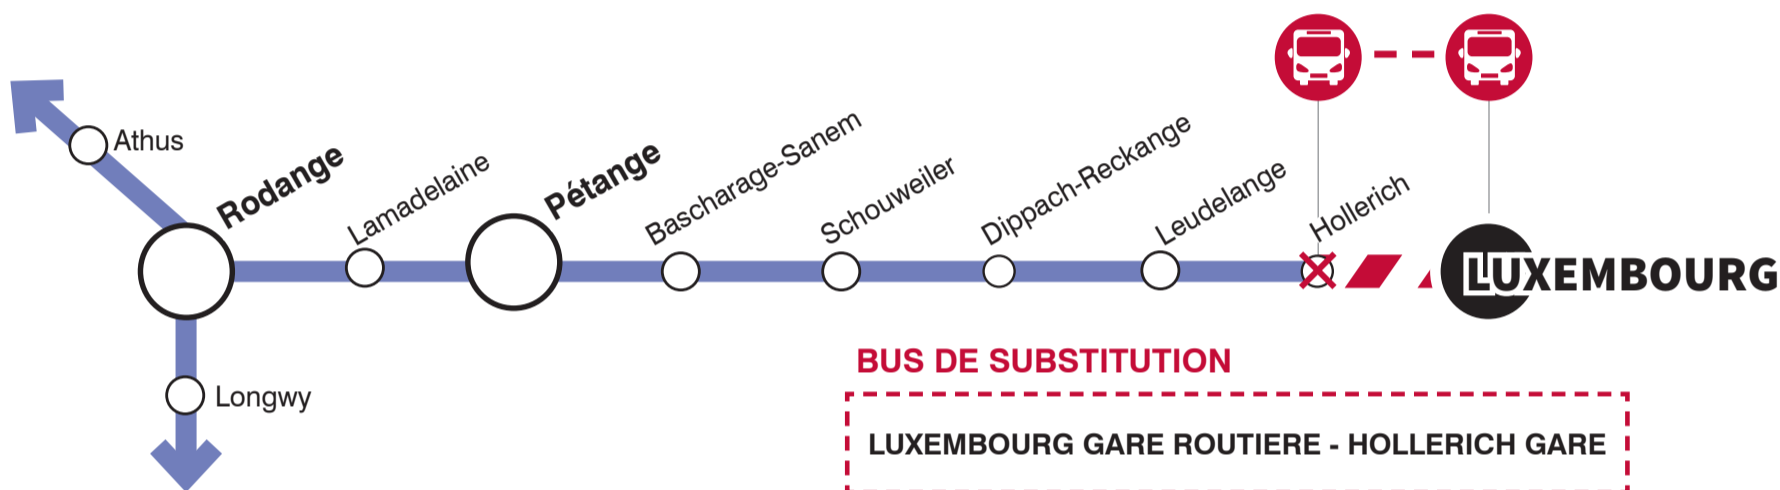 Athus
Rodange
Lamadelaine
Pétange
Bascharage-Sanem
Schouweiler
Dippach-Reckange
Leudelange
Hollerich
LUXEMBOURG
Longwy
BUS DE SUBSTITUTION
LUXEMBOURG GARE ROUTIERE - HOLLERICH GARE